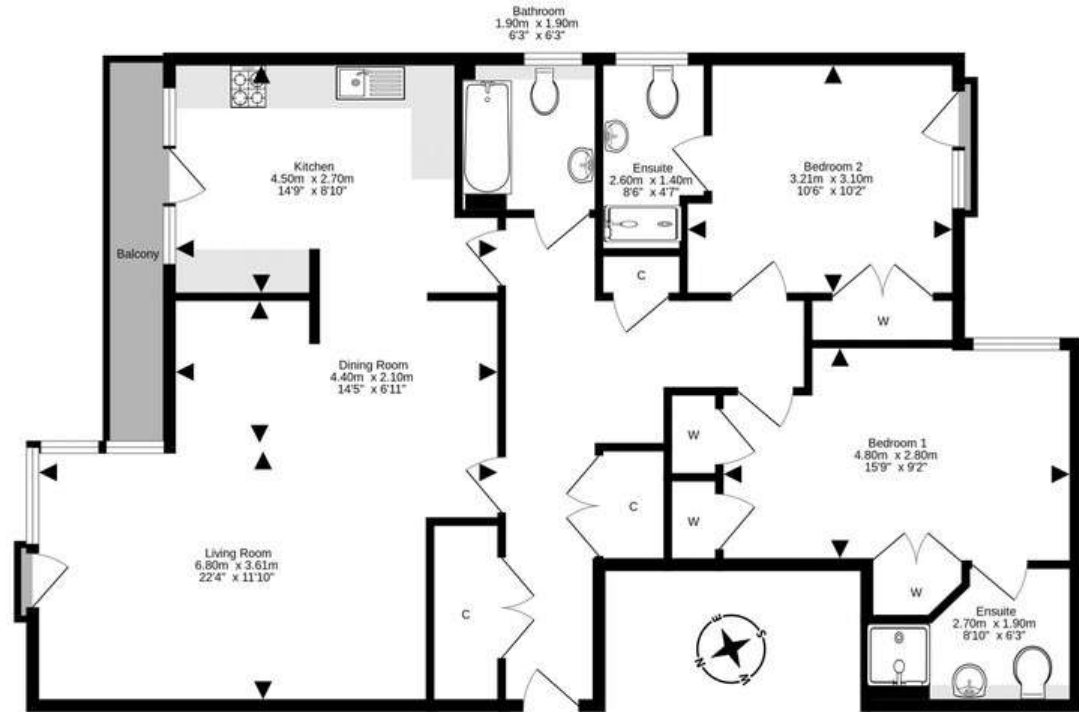 Bathroom
1.90m x 1.90m
6'3" x 6'3"
Kitchen
4.50m x 2.70m
14'9" x 8'10"
Ensuite
2.60m x 1.40m
8'6" x 4'7"
Bedroom 2
3.21m x 3.10m
10'6" x 10'2"
Balcony
C
W
Dining Room
4.40m x 2.10m
14'5" x 6'11"
W
Bedroom 1
4.80m x 2.80m
15'9" x 9'2"
C
W
Living Room
6.80m x 3.61m
22'4" x 11'10"
C
W
Ensuite
2.70m x 1.90m
8'10" x 6'3"
E
S
N
W